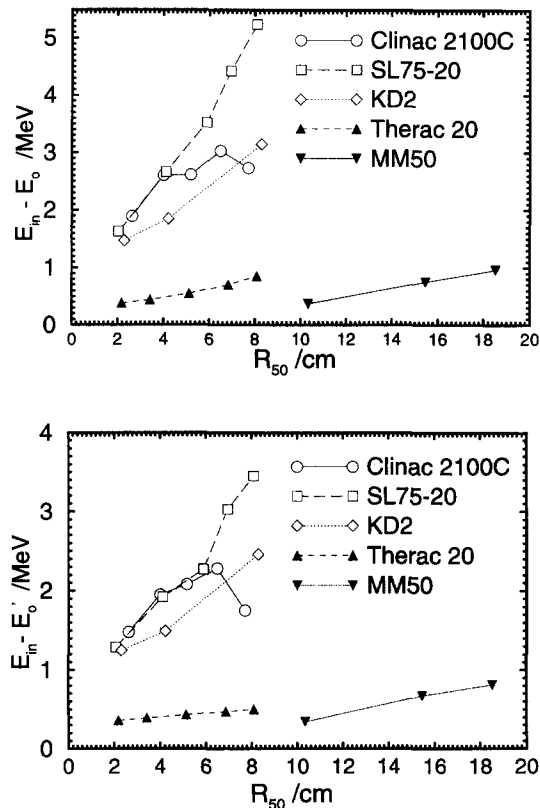 E_in - E_o /MeV
5
4
3
2
1
0
Clinac 2100C
SL75-20
KD2
Therac 20
MM50
0 2 4 6 8 10 12 14 16 18 20
R_50 /cm
E_in - E_o' /MeV
4
3
2
1
0
Clinac 2100C
SL75-20
KD2
Therac 20
MM50
0 2 4 6 8 10 12 14 16 18 20
R_50 /cm